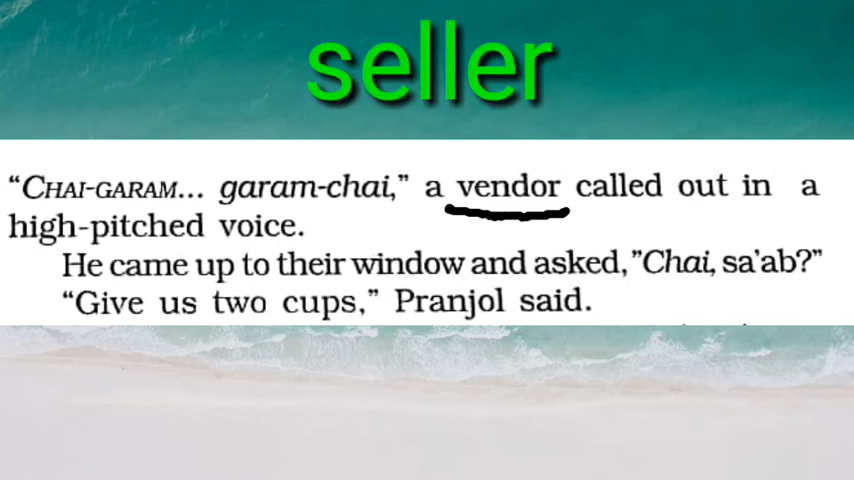 seller
“CHAI-GARAM... garam-chai,” a vendor called out in a
high-pitched voice.
He came up to their window and asked, ”Chai, sa’ab?”
“Give us two cups,” Pranjol said.